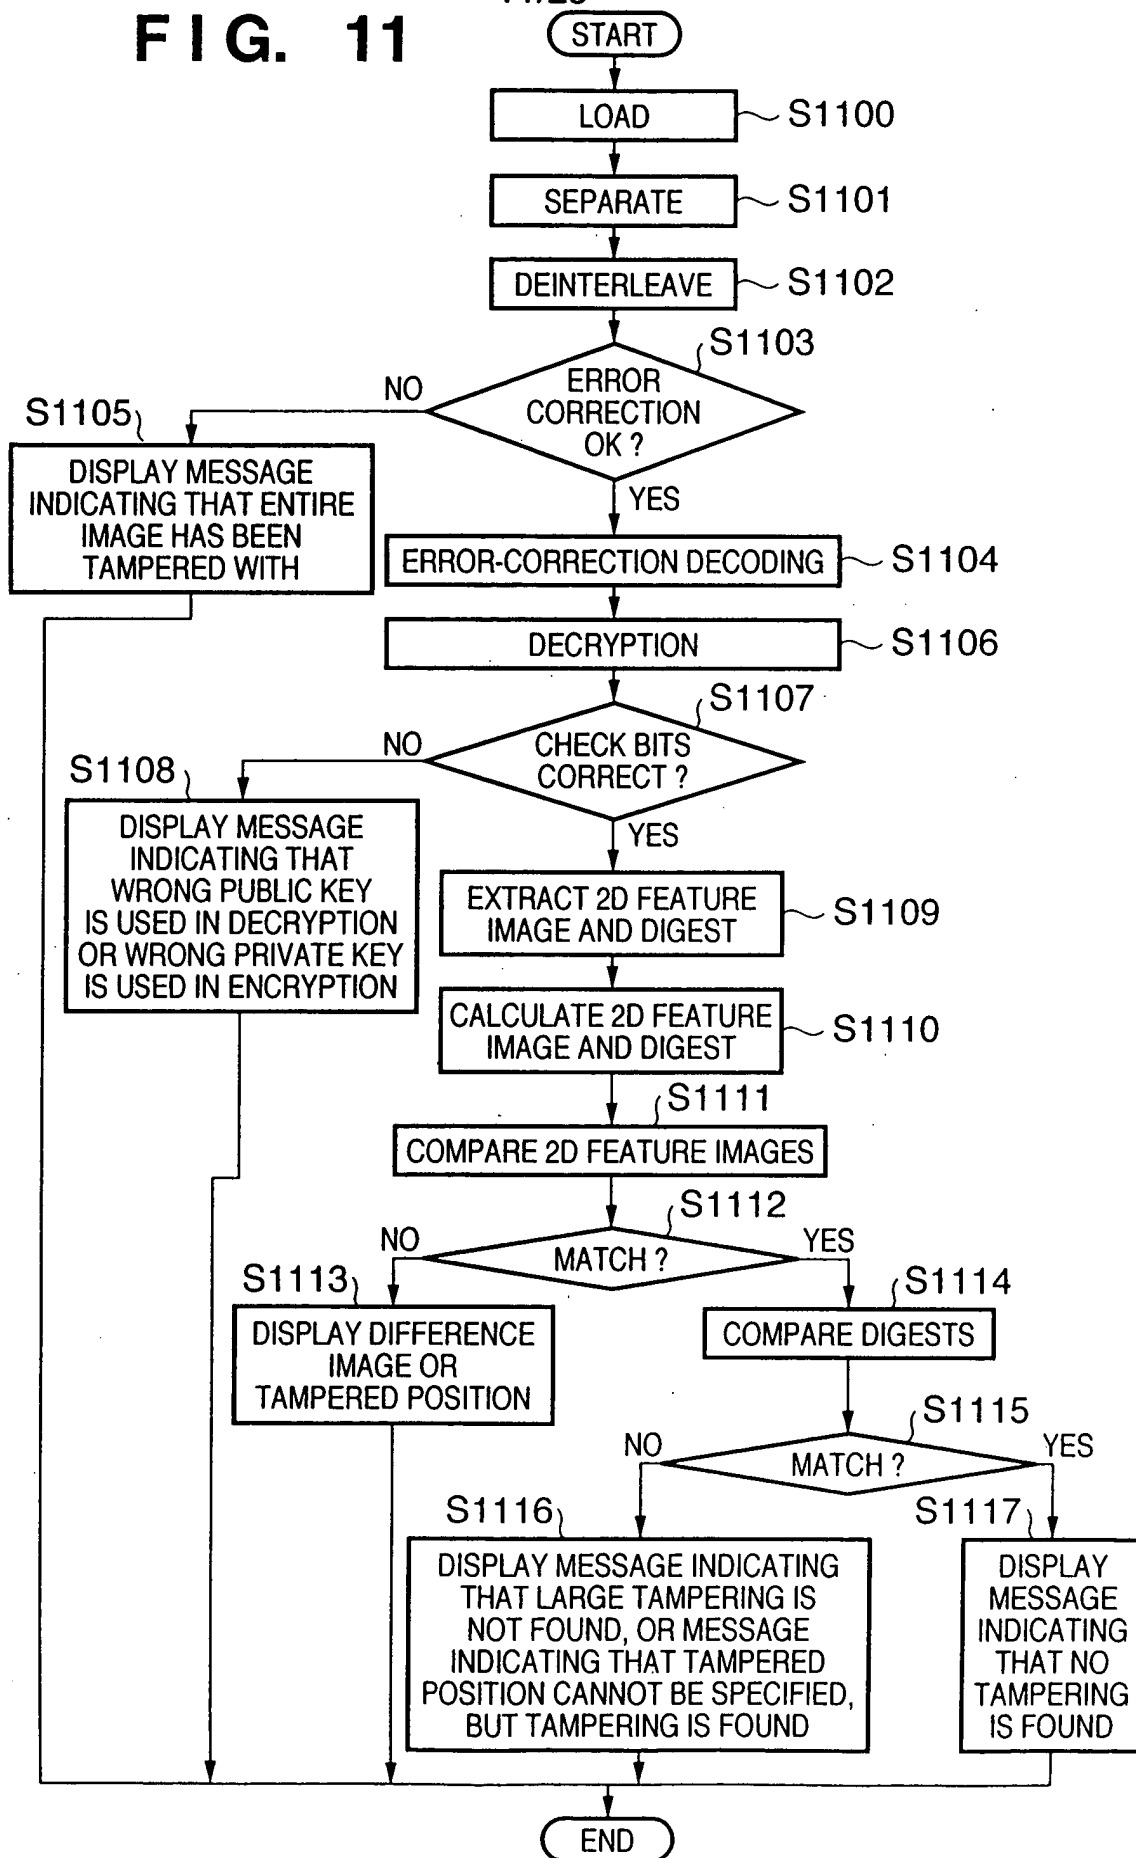 FIG. 11
START
LOAD
S1100
SEPARATE
S1101
DEINTERLEAVE
S1102
S1103
ERROR
CORRECTION
OK ?
NO
YES
S1105
DISPLAY MESSAGE
INDICATING THAT ENTIRE
IMAGE HAS BEEN
TAMPERED WITH
ERROR-CORRECTION DECODING
S1104
DECRYPTION
S1106
S1107
CHECK BITS
CORRECT ?
NO
YES
S1108
DISPLAY MESSAGE
INDICATING THAT
WRONG PUBLIC KEY
IS USED IN DECRYPTION
OR WRONG PRIVATE KEY
IS USED IN ENCRYPTION
EXTRACT 2D FEATURE
IMAGE AND DIGEST
S1109
CALCULATE 2D FEATURE
IMAGE AND DIGEST
S1110
S1111
COMPARE 2D FEATURE IMAGES
S1112
NO
MATCH ?
YES
S1113
DISPLAY DIFFERENCE
IMAGE OR
TAMPERED POSITION
S1114
COMPARE DIGESTS
S1115
NO
MATCH ?
YES
S1116
DISPLAY MESSAGE INDICATING
THAT LARGE TAMPERING IS
NOT FOUND, OR MESSAGE
INDICATING THAT TAMPERED
POSITION CANNOT BE SPECIFIED,
BUT TAMPERING IS FOUND
S1117
DISPLAY
MESSAGE
INDICATING
THAT NO
TAMPERING
IS FOUND
END